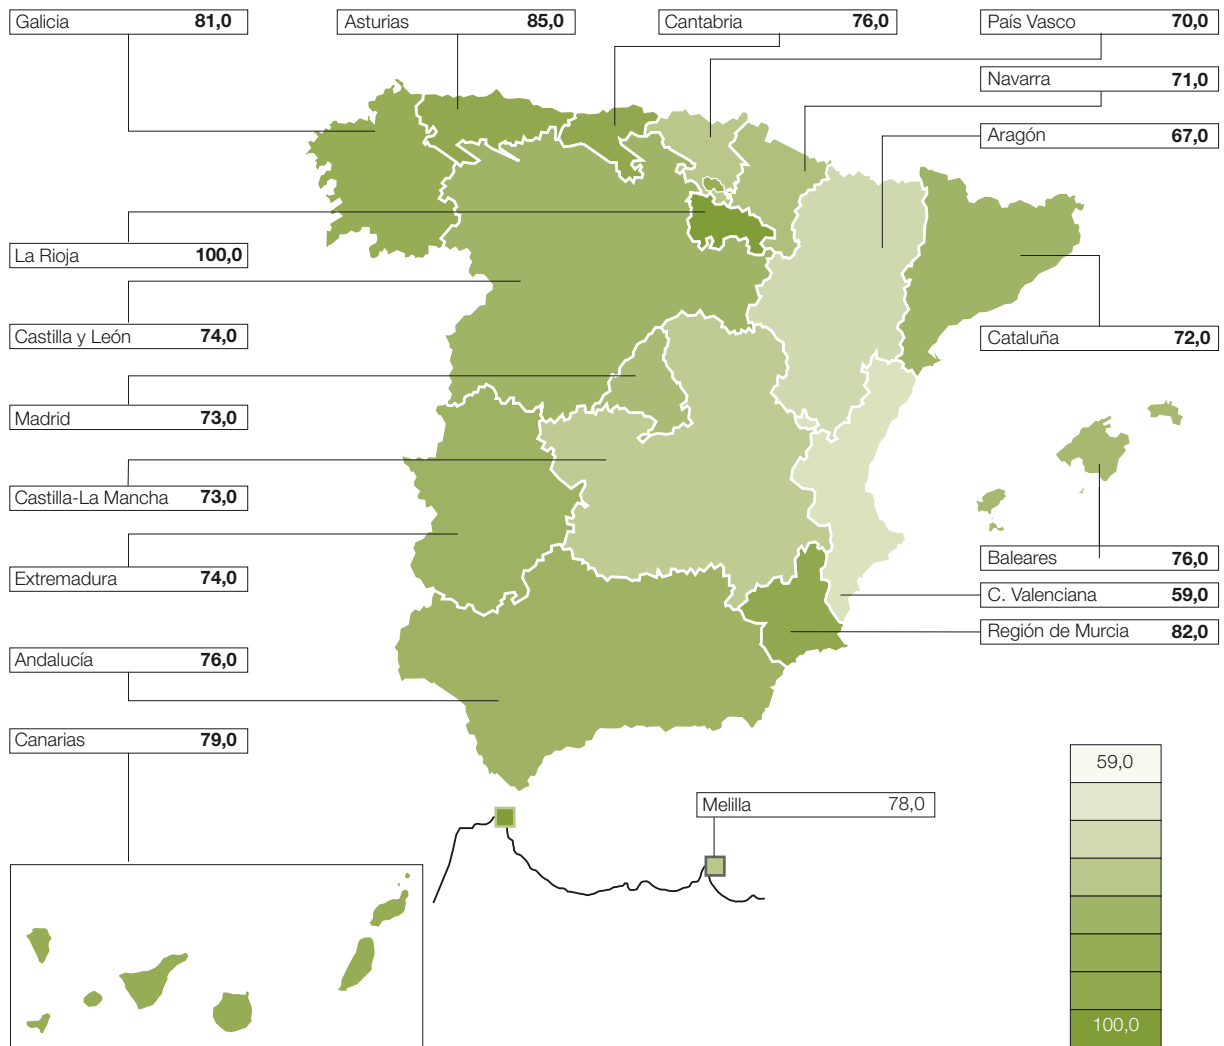 Galicia 81,0
Asturias 85,0
Cantabria 76,0
País Vasco 70,0
Navarra 71,0
Aragón 67,0
La Rioja 100,0
Castilla y León 74,0
Cataluña 72,0
Madrid 73,0
Castilla-La Mancha 73,0
Baleares 76,0
Extremadura 74,0
C. Valenciana 59,0
Región de Murcia 82,0
Andalucía 76,0
Canarias 79,0
59,0
Melilla 78,0
100,0